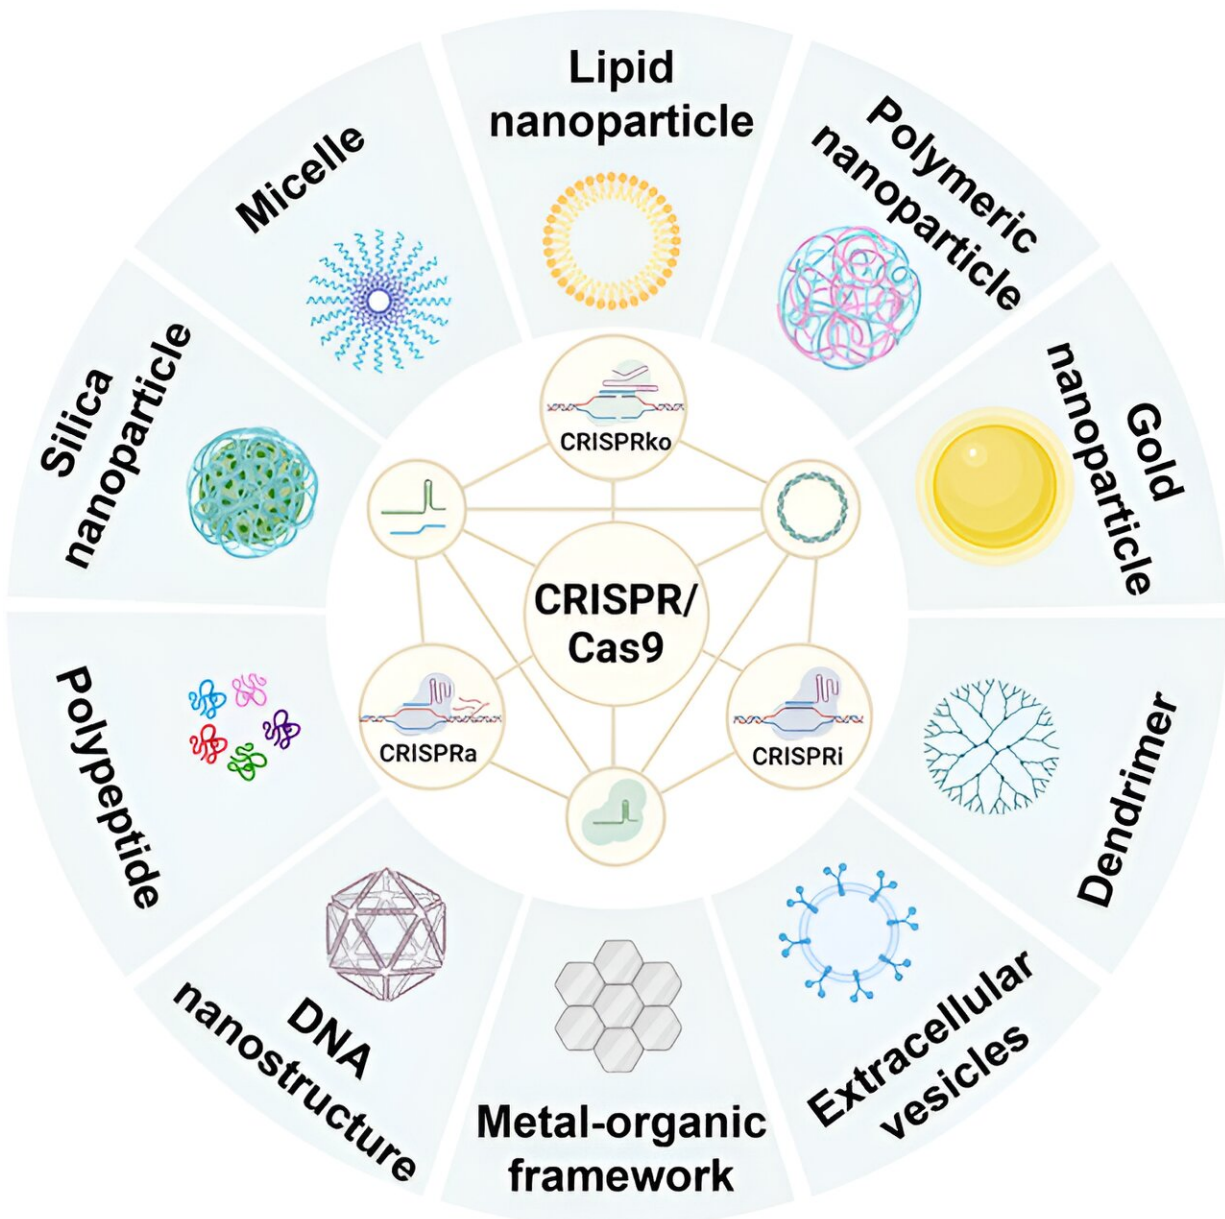 Lipid
nanoparticle
Polymeric
nanoparticle
Gold
nanoparticle
Dendrimer
Extracellular
vesicles
Metal-organic
framework
DNA
nanostructure
Polypeptide
Silica
nanoparticle
Micelle
CRISPRko
CRISPR/
Cas9
CRISPRa
CRISPRi